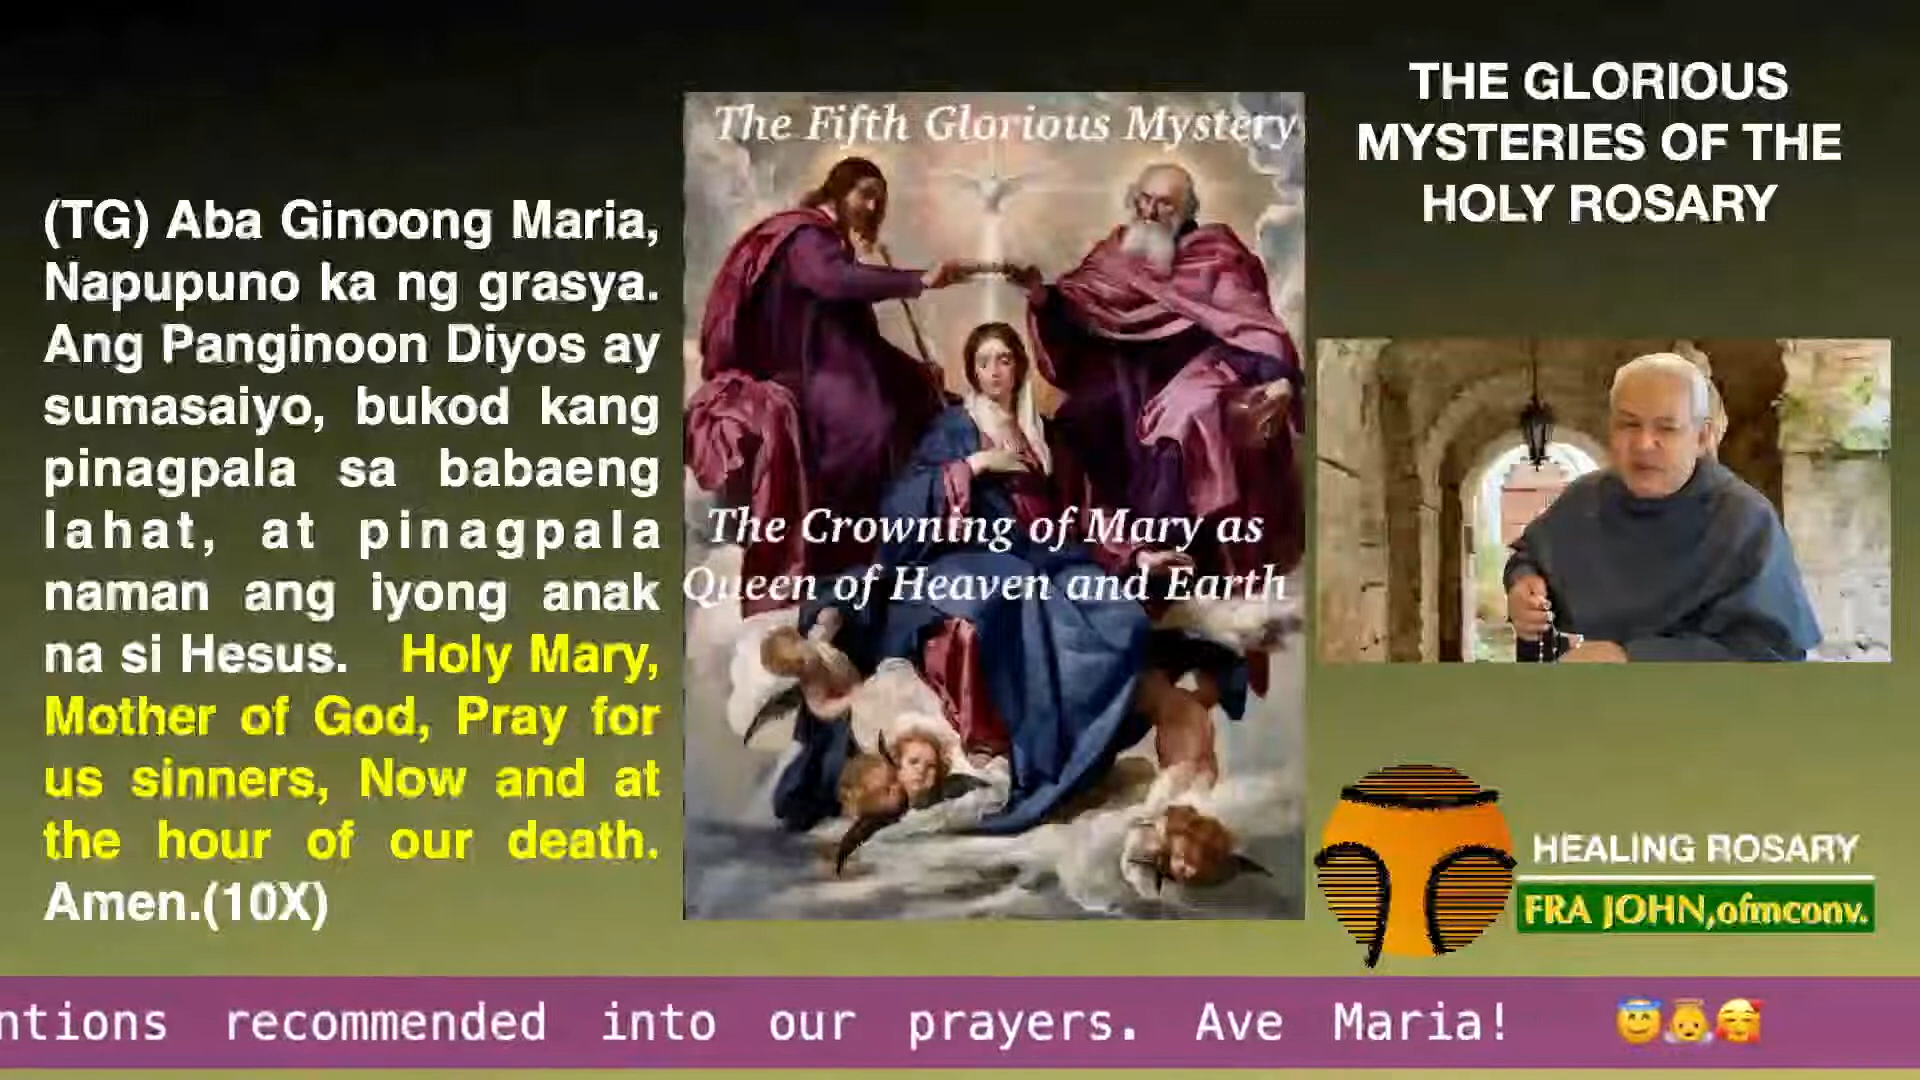 (TG) Aba Ginoong Maria,
Napupuno ka ng grasya.
Ang Panginoon Diyos ay
sumasaiyo, bukod kang
pinagpala sa babaeng
lahat, at pinagpala
naman ang iyong anak
na si Hesus. Holy Mary,
Mother of God, Pray for
us sinners, Now and at
the hour of our death.
Amen.(10X)
The Fifth Glorious Mystery
The Crowning of Mary as
Queen of Heaven and Earth
THE GLORIOUS
MYSTERIES OF THE
HOLY ROSARY
HEALING ROSARY
FRA JOHN,ofmconv.
ntions recommended into our prayers. Ave Maria! 😇👼🥰